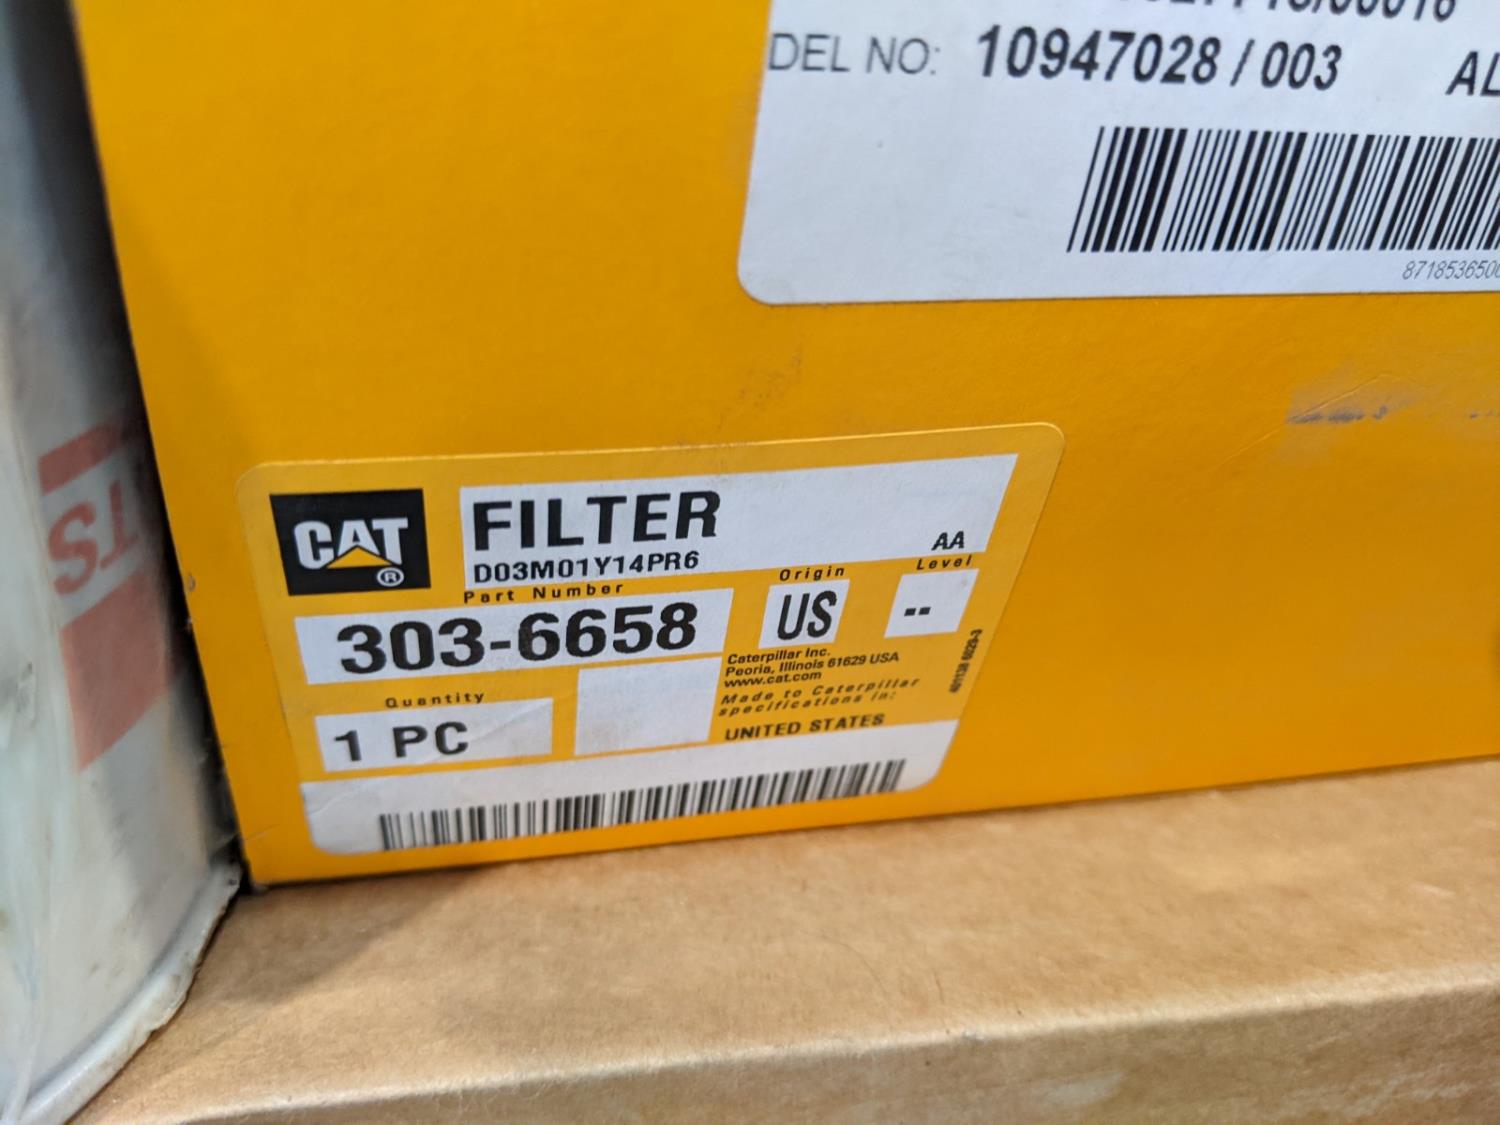 DEL NO: 10947028 / 003
CAT
®
FILTER
D03M01Y14PR6
AA
Part Number
303-6658
Origin
US
Level
--
Caterpillar Inc.
Peoria, Illinois 61629 USA
www.cat.com
Made to Caterpillar
specifications in:
UNITED STATES
Quantity
1 PC